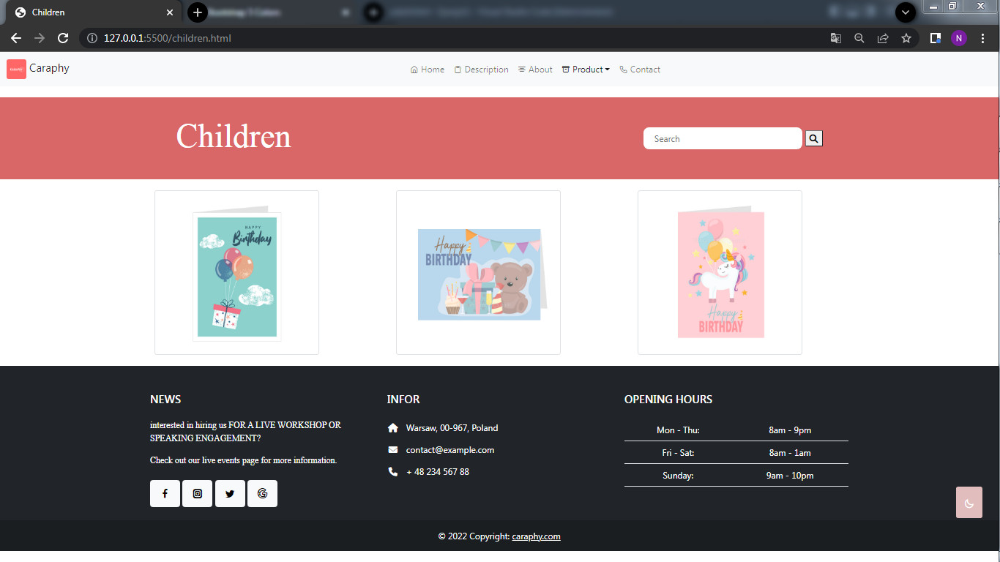 Children
127.0.0.1:5500/children.html
N
Caraphy
Home
Description
About
Product
Contact
Children
Search
HAPPY
Birthday
Happy
BIRTHDAY
Happy
BIRTHDAY
NEWS
interested in hiring us FOR A LIVE WORKSHOP OR
SPEAKING ENGAGEMENT?
Check out our live events page for more information.
INFOR
Warsaw, 00-967, Poland
contact@example.com
+ 48 234 567 88
OPENING HOURS
Mon - Thu: 8am - 9pm
Fri - Sat: 8am - 1am
Sunday: 9am - 10pm
© 2022 Copyright: caraphy.com